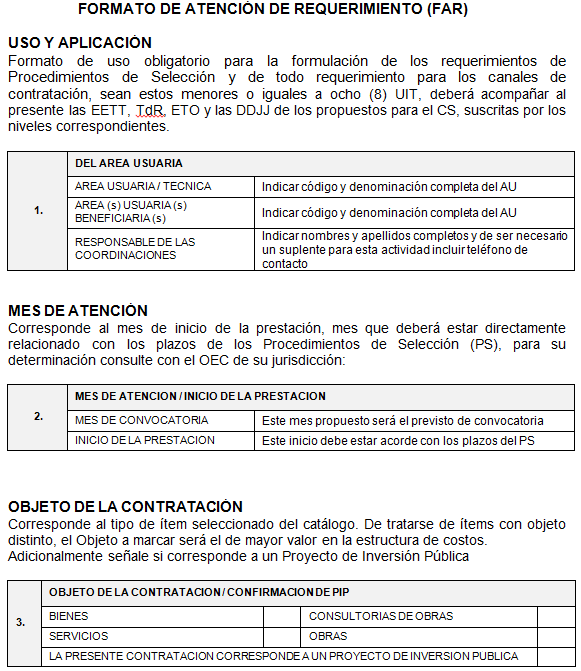 FORMATO DE ATENCIÓN DE REQUERIMIENTO (FAR)
USO Y APLICACIÓN
Formato de uso obligatorio para la formulación de los requerimientos de
Procedimientos de Selección y de todo requerimiento para los canales de
contratación, sean estos menores o iguales a ocho (8) UIT, deberá acompañar al
presente las EETT, TdR, ETO y las DDJJ de los propuestos para el CS, suscritas por los
niveles correspondientes.
1.
DEL AREA USUARIA
AREA USUARIA / TECNICA
Indicar código y denominación completa del AU
AREA (s) USUARIA (s)
BENEFICIARIA (s)
Indicar código y denominación completa del AU
RESPONSABLE DE LAS
COORDINACIONES
Indicar nombres y apellidos completos y de ser necesario
un suplente para esta actividad incluir teléfono de
contacto
MES DE ATENCIÓN
Corresponde al mes de inicio de la prestación, mes que deberá estar directamente
relacionado con los plazos de los Procedimientos de Selección (PS), para su
determinación consulte con el OEC de su jurisdicción:
2.
MES DE ATENCION / INICIO DE LA PRESTACION
MES DE CONVOCATORIA
Este mes propuesto será el previsto de convocatoria
INICIO DE LA PRESTACION
Este inicio debe estar acorde con los plazos del PS
OBJETO DE LA CONTRATACIÓN
Corresponde al tipo de ítem seleccionado del catálogo. De tratarse de ítems con objeto
distinto, el Objeto a marcar será el de mayor valor en la estructura de costos.
Adicionalmente señale si corresponde a un Proyecto de Inversión Pública
3.
OBJETO DE LA CONTRATACION / CONFIRMACION DE PIP
BIENES
CONSULTORIAS DE OBRAS
SERVICIOS
OBRAS
LA PRESENTE CONTRATACION CORRESPONDE A UN PROYECTO DE INVERSION PUBLICA